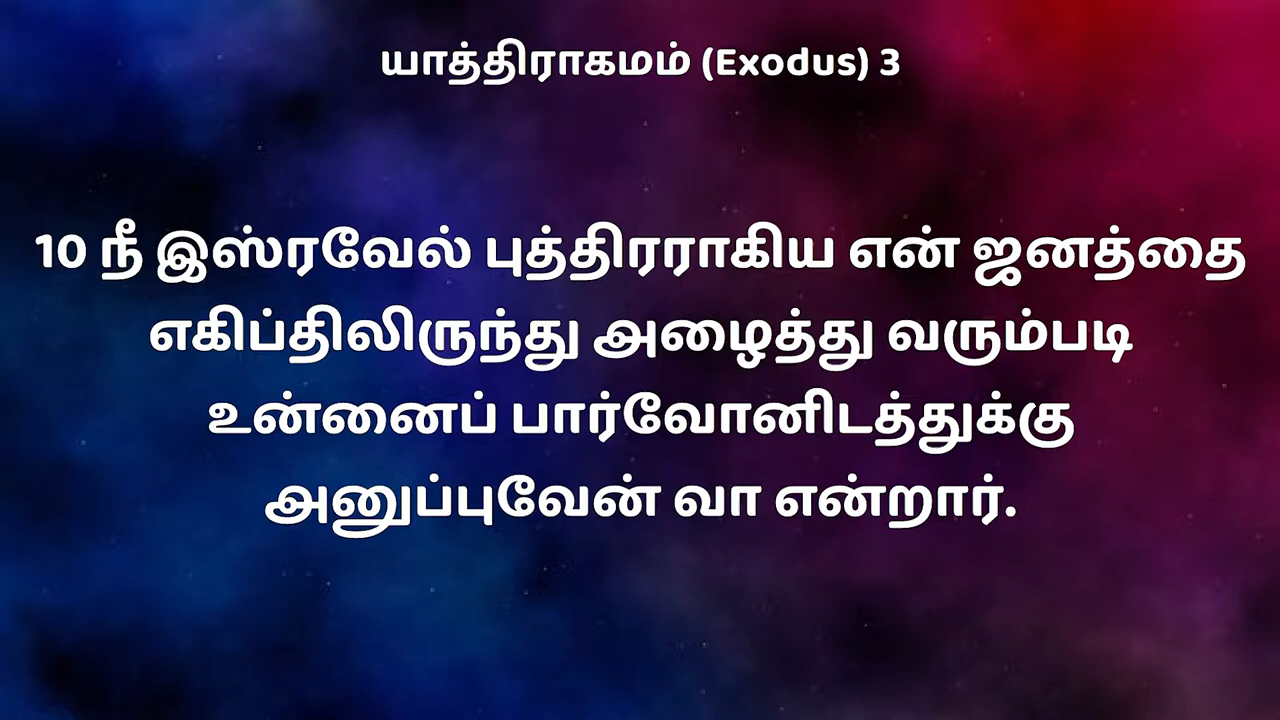 யாத்திராகமம் (Exodus) 3
10 நீ இஸ்ரவேல் புத்திரராகிய என் ஜனத்தை
எகிப்திலிருந்து அழைத்து வரும்படி
உன்னைப் பார்வோனிடத்துக்கு
அனுப்புவேன் வா என்றார்.